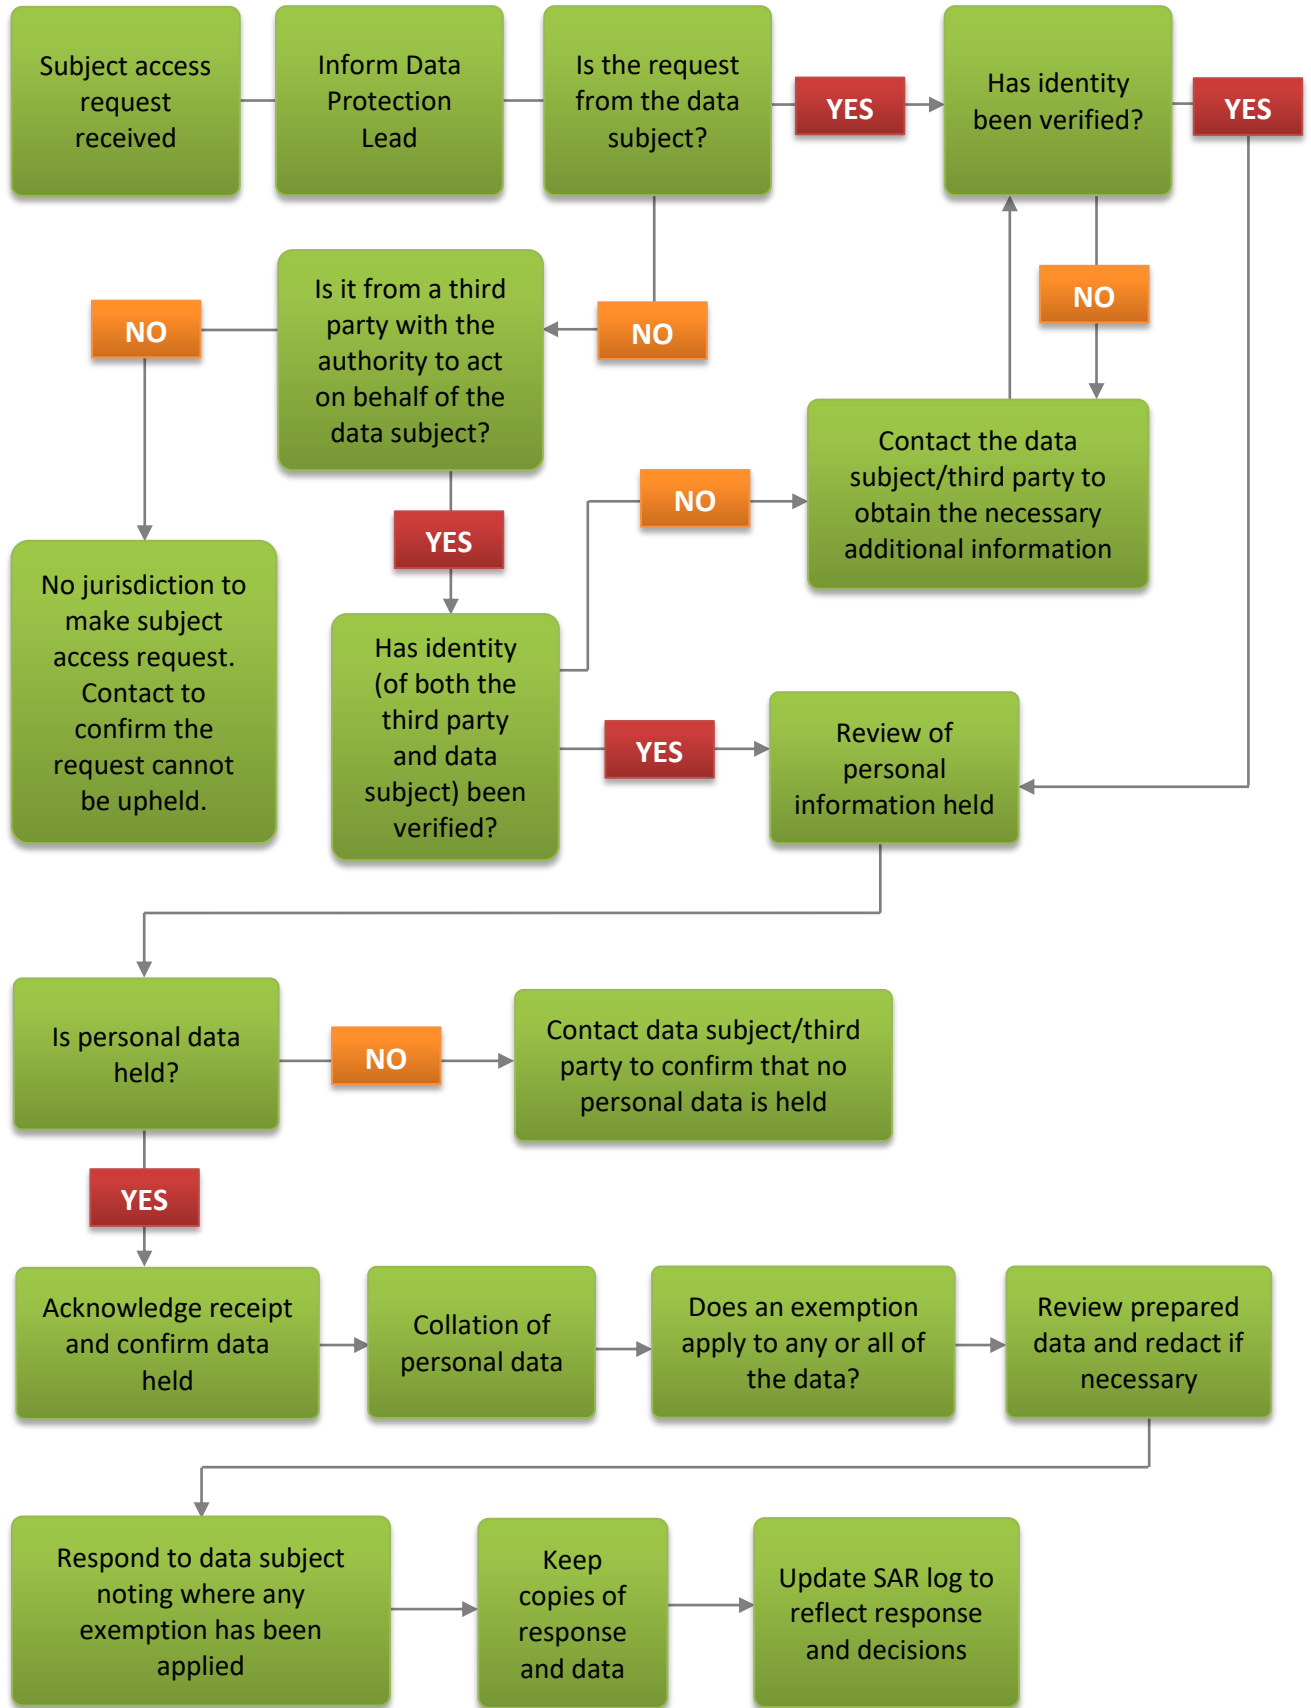 Subject access
request
received
Inform Data
Protection
Lead
Is the request
from the data
subject?
YES
Has identity
been verified?
YES
NO
Is it from a third
party with the
authority to act
on behalf of the
data subject?
NO
NO
Contact the data
subject/third party to
obtain the necessary
additional information
NO
YES
No jurisdiction to
make subject
access request.
Contact to
confirm the
request cannot
be upheld.
Has identity
(of both the
third party
and data
subject) been
verified?
YES
Review of
personal
information held
Is personal data
held?
NO
Contact data subject/third
party to confirm that no
personal data is held
YES
Acknowledge receipt
and confirm data
held
Collation of
personal data
Does an exemption
apply to any or all of
the data?
Review prepared
data and redact if
necessary
Respond to data subject
noting where any
exemption has been
applied
Keep
copies of
response
and data
Update SAR log to
reflect response
and decisions